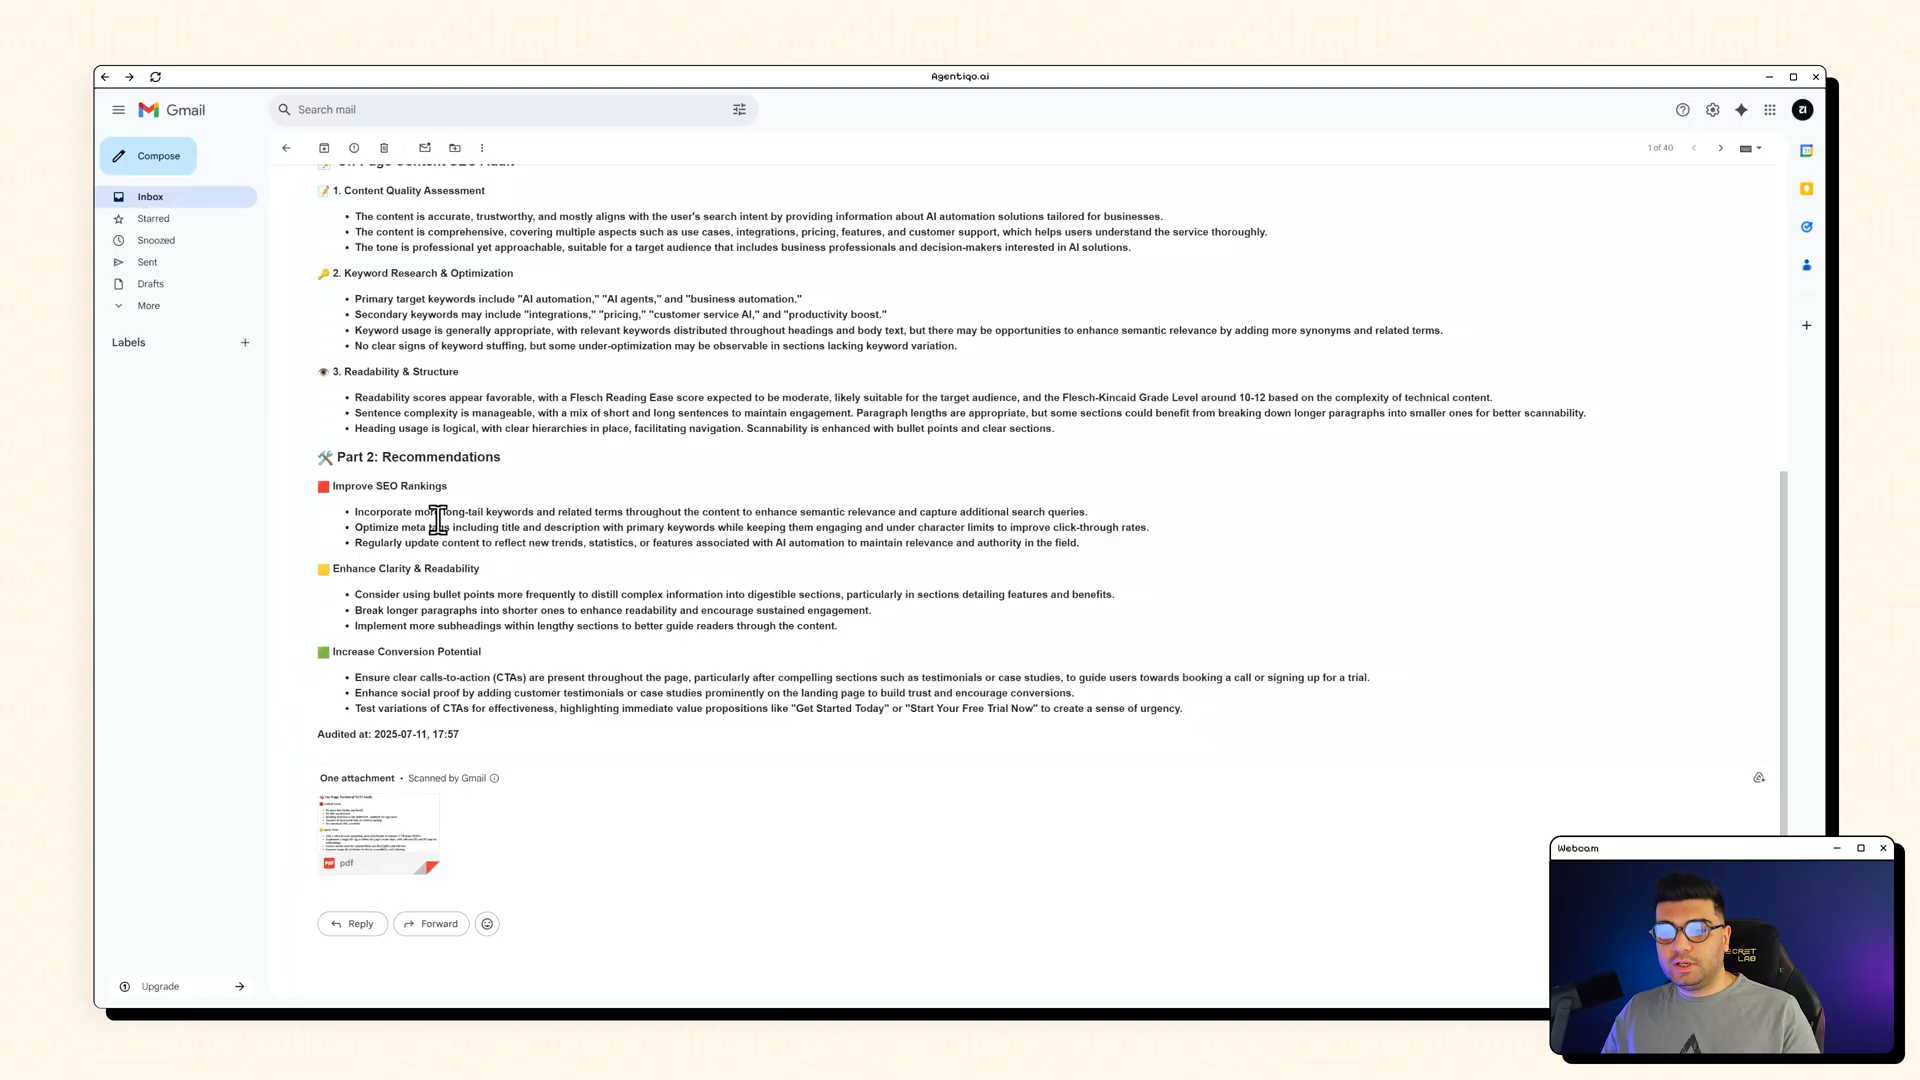 Agentiqo.ai
Gmail
Search mail
Compose
1 of 40
Inbox
Starred
Snoozed
Sent
Drafts
More
Labels
Upgrade
📝 1. Content Quality Assessment
• The content is accurate, trustworthy, and mostly aligns with the user's search intent by providing information about AI automation solutions tailored for businesses.
• The content is comprehensive, covering multiple aspects such as use cases, integrations, pricing, features, and customer support, which helps users understand the service thoroughly.
• The tone is professional yet approachable, suitable for a target audience that includes business professionals and decision-makers interested in AI solutions.
🔑 2. Keyword Research & Optimization
• Primary target keywords include "AI automation," "AI agents," and "business automation."
• Secondary keywords may include "integrations," "pricing," "customer service AI," and "productivity boost."
• Keyword usage is generally appropriate, with relevant keywords distributed throughout headings and body text, but there may be opportunities to enhance semantic relevance by adding more synonyms and related terms.
• No clear signs of keyword stuffing, but some under-optimization may be observable in sections lacking keyword variation.
👁 3. Readability & Structure
• Readability scores appear favorable, with a Flesch Reading Ease score expected to be moderate, likely suitable for the target audience, and the Flesch-Kincaid Grade Level around 10-12 based on the complexity of technical content.
• Sentence complexity is manageable, with a mix of short and long sentences to maintain engagement. Paragraph lengths are appropriate, but some sections could benefit from breaking down longer paragraphs into smaller ones for better scannability.
• Heading usage is logical, with clear hierarchies in place, facilitating navigation. Scannability is enhanced with bullet points and clear sections.
🛠 Part 2: Recommendations
🟥 Improve SEO Rankings
• Incorporate more long-tail keywords and related terms throughout the content to enhance semantic relevance and capture additional search queries.
• Optimize meta tags including title and description with primary keywords while keeping them engaging and under character limits to improve click-through rates.
• Regularly update content to reflect new trends, statistics, or features associated with AI automation to maintain relevance and authority in the field.
🟨 Enhance Clarity & Readability
• Consider using bullet points more frequently to distill complex information into digestible sections, particularly in sections detailing features and benefits.
• Break longer paragraphs into shorter ones to enhance readability and encourage sustained engagement.
• Implement more subheadings within lengthy sections to better guide readers through the content.
🟩 Increase Conversion Potential
• Ensure clear calls-to-action (CTAs) are present throughout the page, particularly after compelling sections such as testimonials or case studies, to guide users towards booking a call or signing up for a trial.
• Enhance social proof by adding customer testimonials or case studies prominently on the landing page to build trust and encourage conversions.
• Test variations of CTAs for effectiveness, highlighting immediate value propositions like "Get Started Today" or "Start Your Free Trial Now" to create a sense of urgency.
Audited at: 2025-07-11, 17:57
One attachment • Scanned by Gmail
PDF pdf
Reply
Forward
Webcam
SECRET
LAB